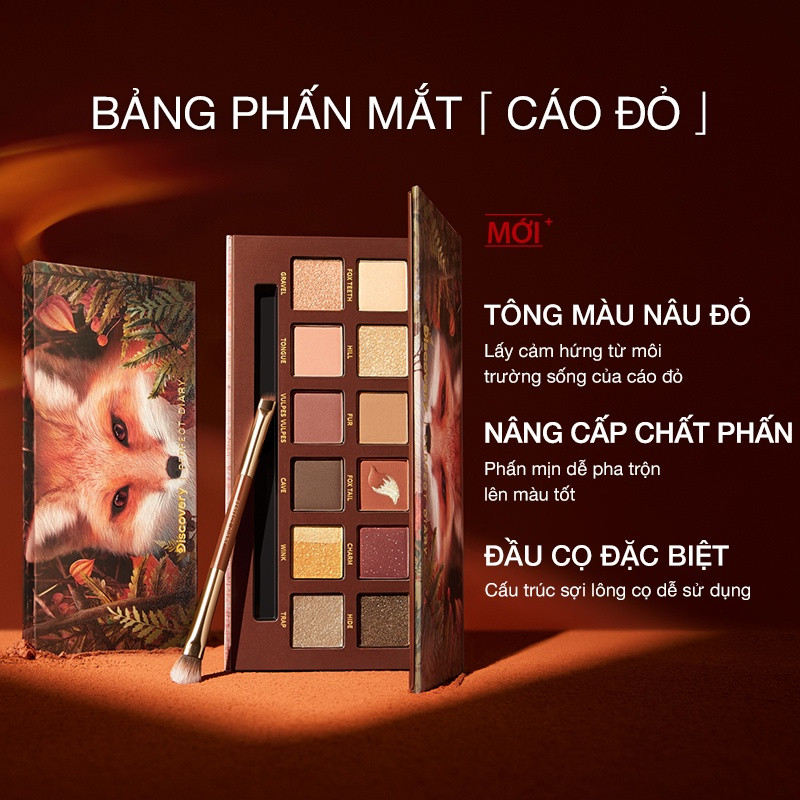 BẢNG PHẤN MẮT ⌈ CÁO ĐỎ ⌋
MỚI+
TÔNG MÀU NÂU ĐỎ
Lấy cảm hứng từ môi
trường sống của cáo đỏ
NÂNG CẤP CHẤT PHẤN
Phấn mịn dễ pha trộn
lên màu tốt
ĐẦU CỌ ĐẶC BIỆT
Cấu trúc sợi lông cọ dễ sử dụng
Discovery
PERFECT DIARY
GRAVEL
FOX TEETH
TONGUE
HILL
VULPES VULPES
FUR
CAVE
FOX TAIL
WINK
CHARM
TRAP
HIDE